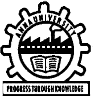 ANNA UNIVERSITY
PROGRESS THROUGH KNOWLEDGE